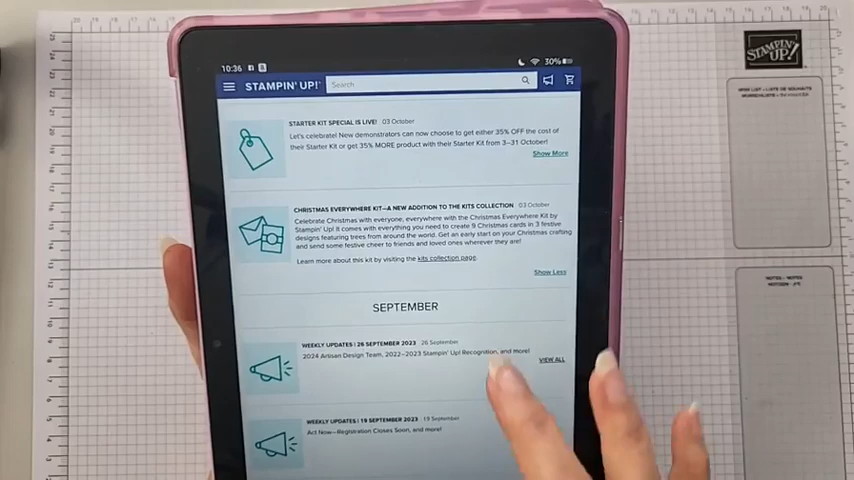 STAMPIN' UP!
10:36
30%
STAMPIN' UP!
Search
STARTER KIT SPECIAL IS LIVE! 03 October
Let's celebrate! New demonstrators can now choose to get either 35% OFF the cost of
their Starter Kit or get 35% MORE product with their Starter Kit from 3–31 October!
Show More
CHRISTMAS EVERYWHERE KIT—A NEW ADDITION TO THE KITS COLLECTION 03 October
Celebrate Christmas with everyone, everywhere with the Christmas Everywhere Kit by
Stampin' Up! It comes with everything you need to create 9 Christmas cards in 3 festive
designs featuring trees from around the world. Get an early start on your Christmas crafting
and send some festive cheer to friends and loved ones wherever they are!
Learn more about this kit by visiting the kits collection page.
Show Less
SEPTEMBER
WEEKLY UPDATES | 26 SEPTEMBER 2023 26 September
2024 Artisan Design Team, 2022–2023 Stampin' Up! Recognition, and more!
VIEW ALL
WEEKLY UPDATES | 19 SEPTEMBER 2023 19 September
Act Now—Registration Closes Soon, and more!
WISH LIST • LISTE DE SOUHAITS
NOTES • NOTES
NOTIZEN